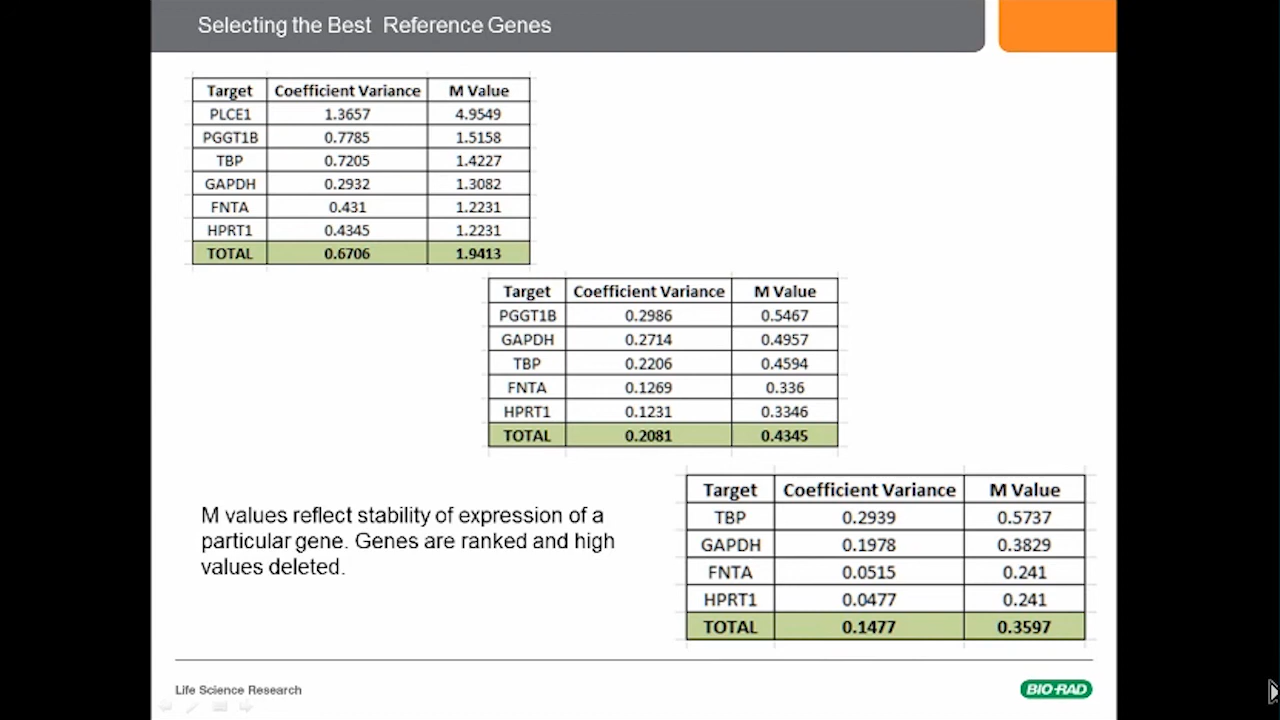 Selecting the Best Reference Genes
Target Coefficient Variance M Value
PLCE1 1.3657 4.9549
PGGT1B 0.7785 1.5158
TBP 0.7205 1.4227
GAPDH 0.2932 1.3082
FNTA 0.431 1.2231
HPRT1 0.4345 1.2231
TOTAL 0.6706 1.9413
Target Coefficient Variance M Value
PGGT1B 0.2986 0.5467
GAPDH 0.2714 0.4957
TBP 0.2206 0.4594
FNTA 0.1269 0.336
HPRT1 0.1231 0.3346
TOTAL 0.2081 0.4345
Target Coefficient Variance M Value
TBP 0.2939 0.5737
GAPDH 0.1978 0.3829
FNTA 0.0515 0.241
HPRT1 0.0477 0.241
TOTAL 0.1477 0.3597
M values reflect stability of expression of a
particular gene. Genes are ranked and high
values deleted.
Life Science Research
BIO-RAD